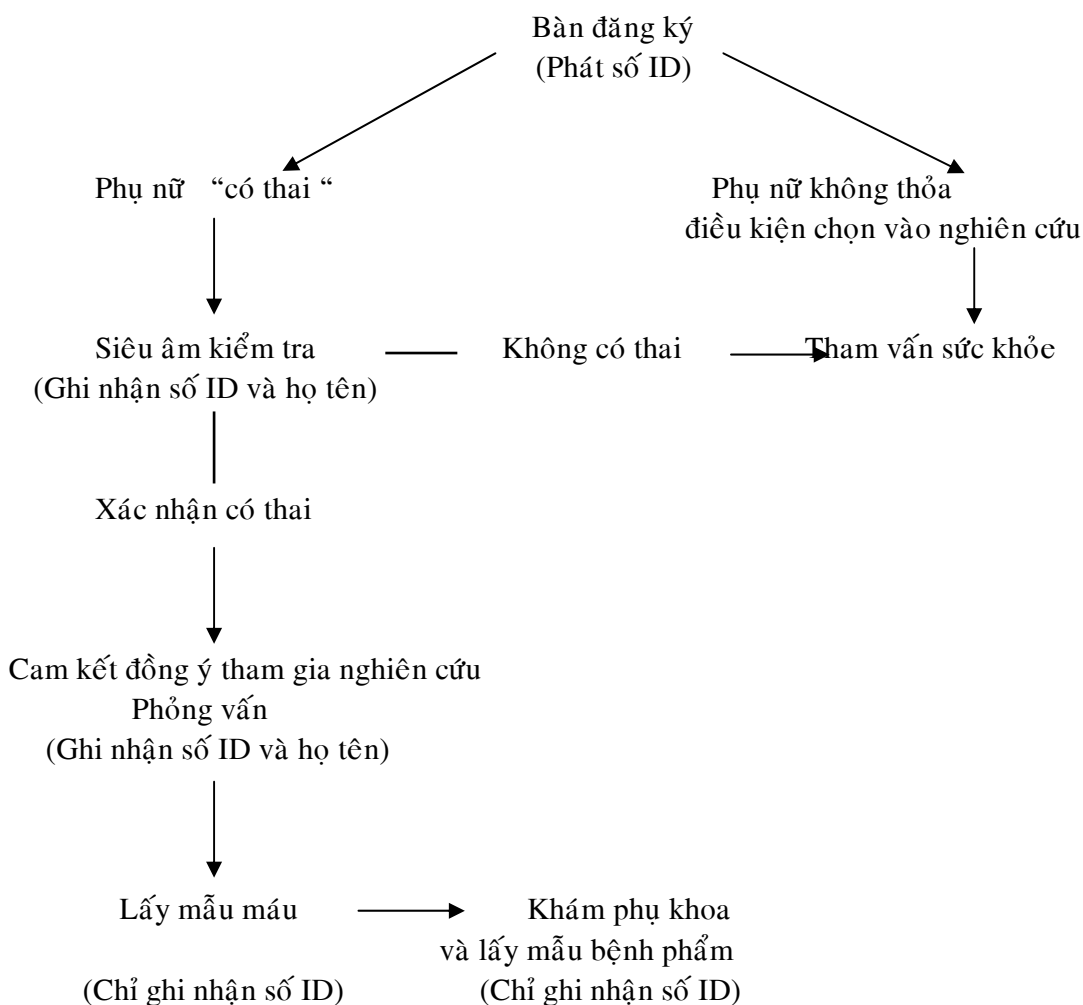 Bàn đăng ký
(Phát số ID)
Phụ nữ “có thai “
Phụ nữ không thỏa
điều kiện chọn vào nghiên cứu
Siêu âm kiểm tra
(Ghi nhận số ID và họ tên)
Không có thai
Tham vấn sức khỏe
Xác nhận có thai
Cam kết đồng ý tham gia nghiên cứu
Phỏng vấn
(Ghi nhận số ID và họ tên)
Lấy mẫu máu
(Chỉ ghi nhận số ID)
Khám phụ khoa
và lấy mẫu bệnh phẩm
(Chỉ ghi nhận số ID)